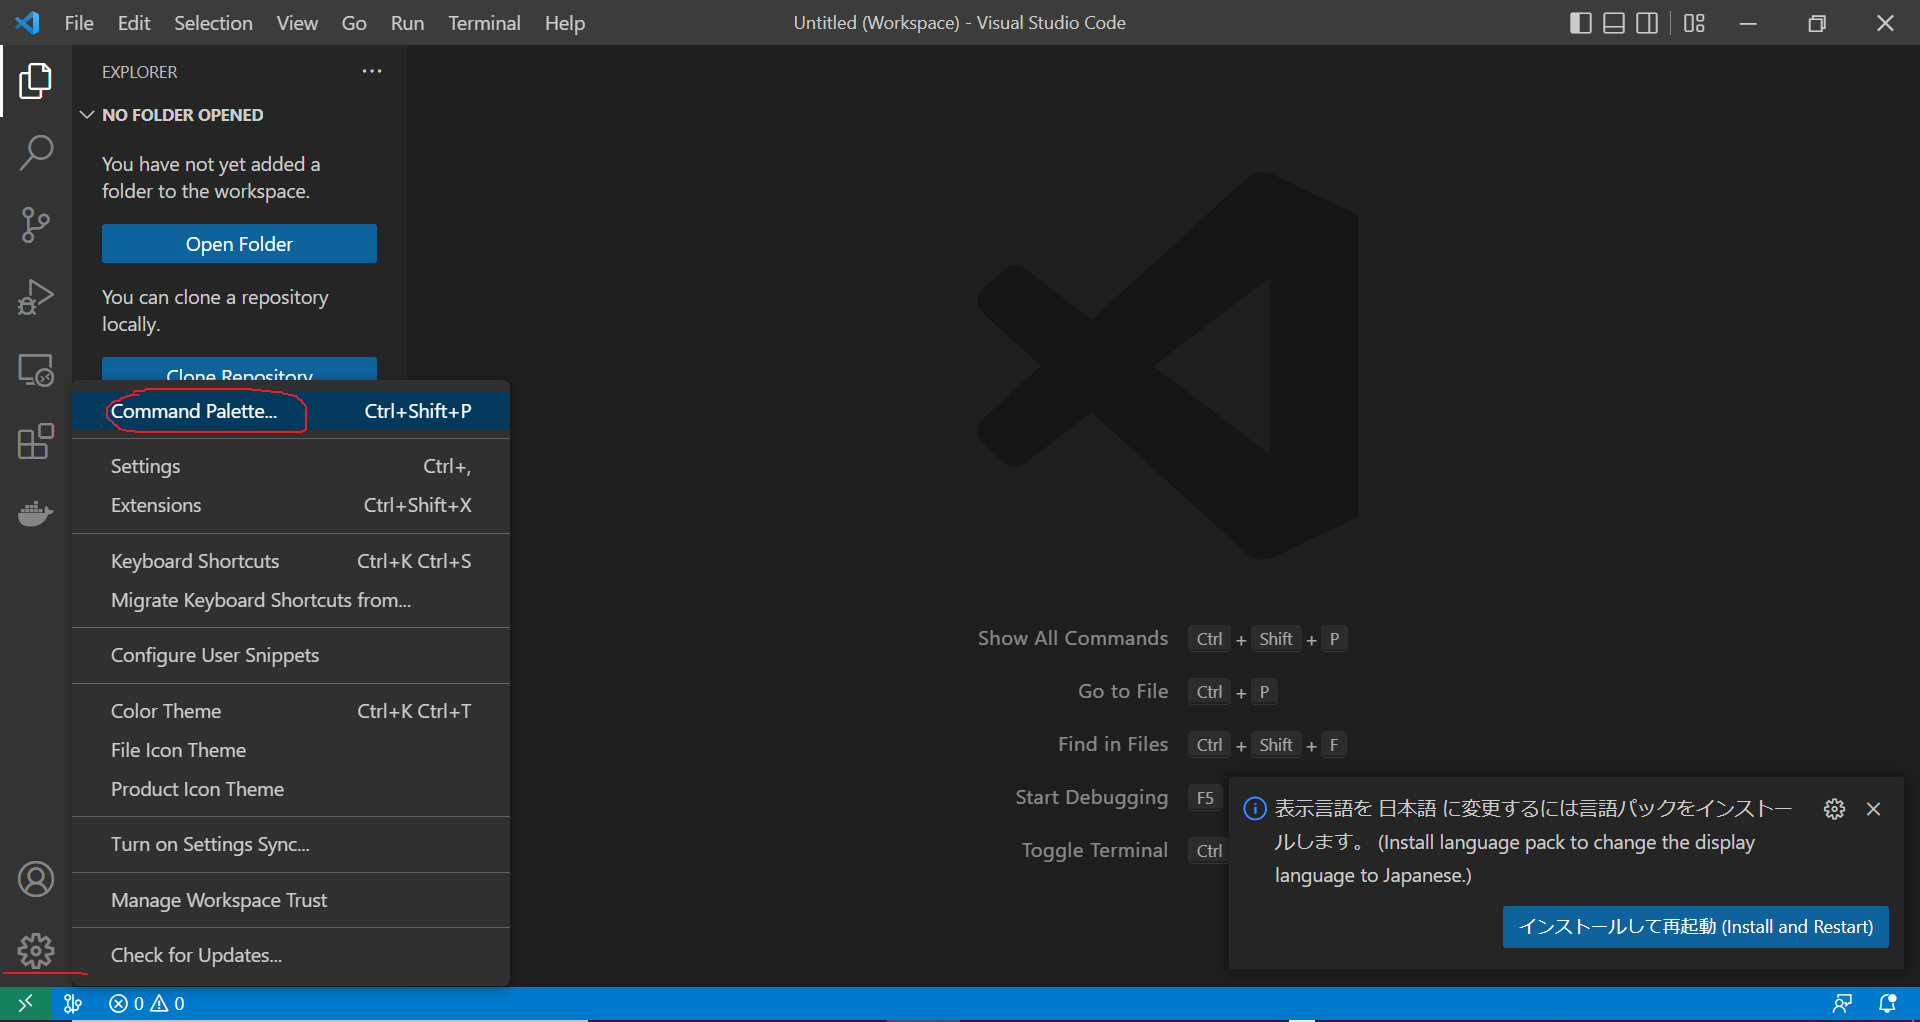 File Edit Selection View Go Run Terminal Help
Untitled (Workspace) - Visual Studio Code
EXPLORER
NO FOLDER OPENED
You have not yet added a
folder to the workspace.
Open Folder
You can clone a repository
locally.
Clone Repository
Command Palette... Ctrl+Shift+P
Settings Ctrl+,
Extensions Ctrl+Shift+X
Keyboard Shortcuts Ctrl+K Ctrl+S
Migrate Keyboard Shortcuts from...
Configure User Snippets
Color Theme Ctrl+K Ctrl+T
File Icon Theme
Product Icon Theme
Turn on Settings Sync...
Manage Workspace Trust
Check for Updates...
Show All Commands Ctrl + Shift + P
Go to File Ctrl + P
Find in Files Ctrl + Shift + F
Start Debugging F5
Toggle Terminal Ctrl
表示言語を 日本語 に変更するには言語パックをインストー
ルします。 (Install language pack to change the display
language to Japanese.)
インストールして再起動 (Install and Restart)
0 0